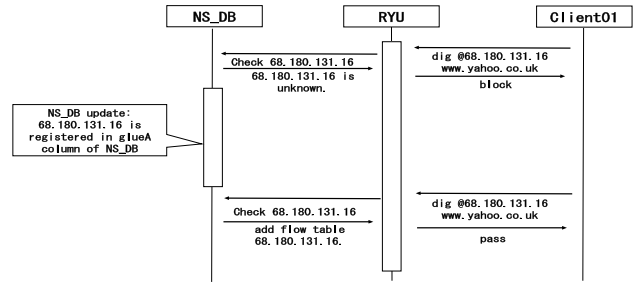 NS_DB
RYU
Client01
Check 68.180.131.16
68.180.131.16 is
unknown.
dig @68.180.131.16
www.yahoo.co.uk
block
NS_DB update:
68.180.131.16 is
registered in glueA
column of NS_DB
Check 68.180.131.16
add flow table
68.180.131.16.
dig @68.180.131.16
www.yahoo.co.uk
pass